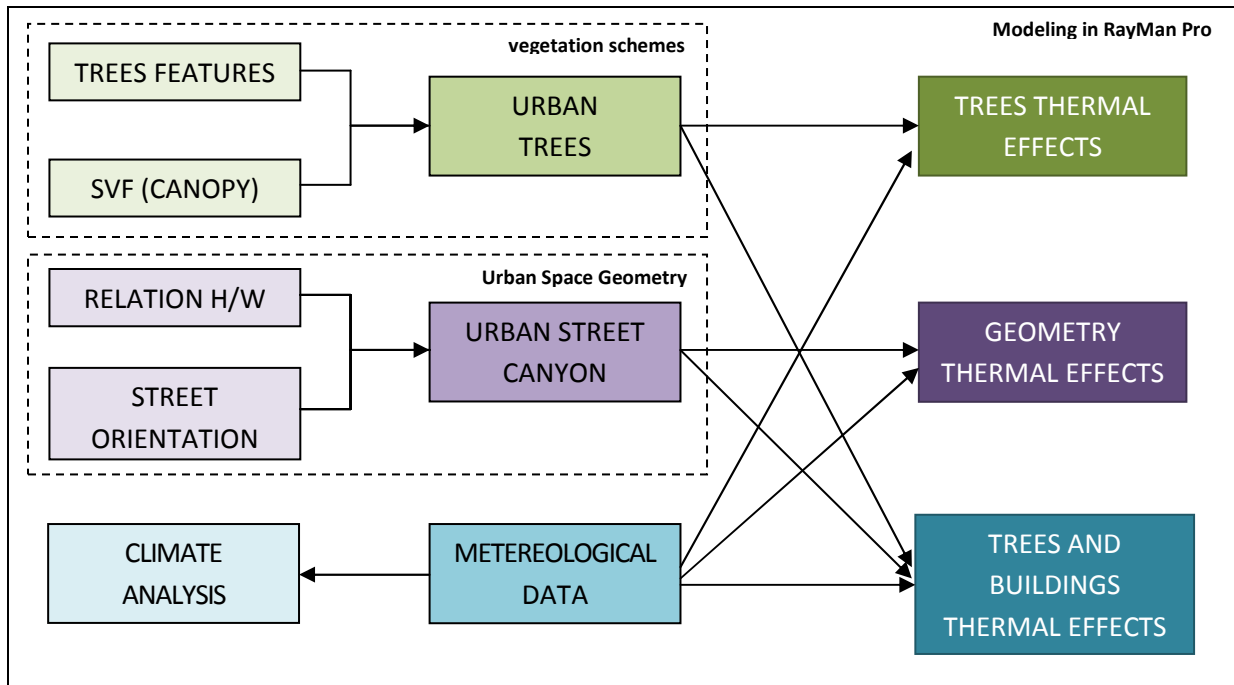 vegetation schemes
Modeling in RayMan Pro
TREES FEATURES
SVF (CANOPY)
URBAN
TREES
TREES THERMAL
EFFECTS
Urban Space Geometry
RELATION H/W
STREET
ORIENTATION
URBAN STREET
CANYON
GEOMETRY
THERMAL EFFECTS
CLIMATE
ANALYSIS
METEREOLOGICAL
DATA
TREES AND
BUILDINGS
THERMAL EFFECTS